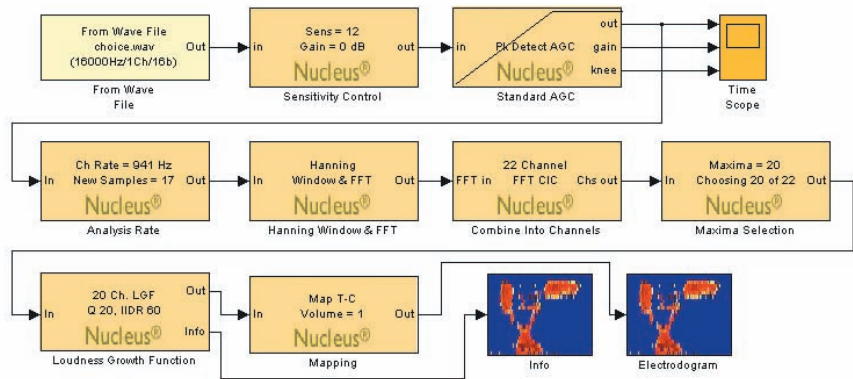 From Wave File
choice.wav
(16000Hz/1Ch/16b)
Out
From Wave
File
in
Sens = 12
Gain = 0 dB
out
Nucleus®
Sensitivity Control
in
Pk Detect AGC
out
gain
knee
Nucleus®
Standard AGC
Time
Scope
In
Ch Rate = 941 Hz
New Samples = 17
Out
Nucleus®
Analysis Rate
In
Hanning
Window & FFT
Out
Nucleus®
Hanning Window & FFT
FFT in
22 Channel
FFT CIC
Chs out
Nucleus®
Combine Into Channels
In
Maxima = 20
Choosing 20 of 22
Out
Nucleus®
Maxima Selection
In
20 Ch. LGF
Q 20, IIDR 60
Out
Info
Nucleus®
Loudness Growth Function
In
Map T-C
Volume = 1
Out
Nucleus®
Mapping
Info
Electrodogram